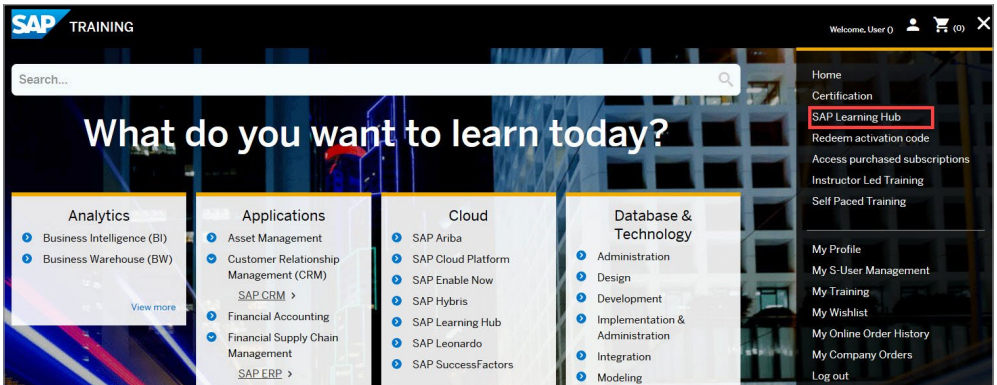 SAP TRAINING
Welcome, User () (0)
Search...
What do you want to learn today?
Analytics
Business Intelligence (BI)
Business Warehouse (BW)
View more
Applications
Asset Management
Customer Relationship
Management (CRM)
SAP CRM >
Financial Accounting
Financial Supply Chain
Management
SAP ERP >
Cloud
SAP Ariba
SAP Cloud Platform
SAP Enable Now
SAP Hybris
SAP Learning Hub
SAP Leonardo
SAP SuccessFactors
Database &
Technology
Administration
Design
Development
Implementation &
Administration
Integration
Modeling
Home
Certification
SAP Learning Hub
Redeem activation code
Access purchased subscriptions
Instructor Led Training
Self Paced Training
My Profile
My S-User Management
My Training
My Wishlist
My Online Order History
My Company Orders
Log out